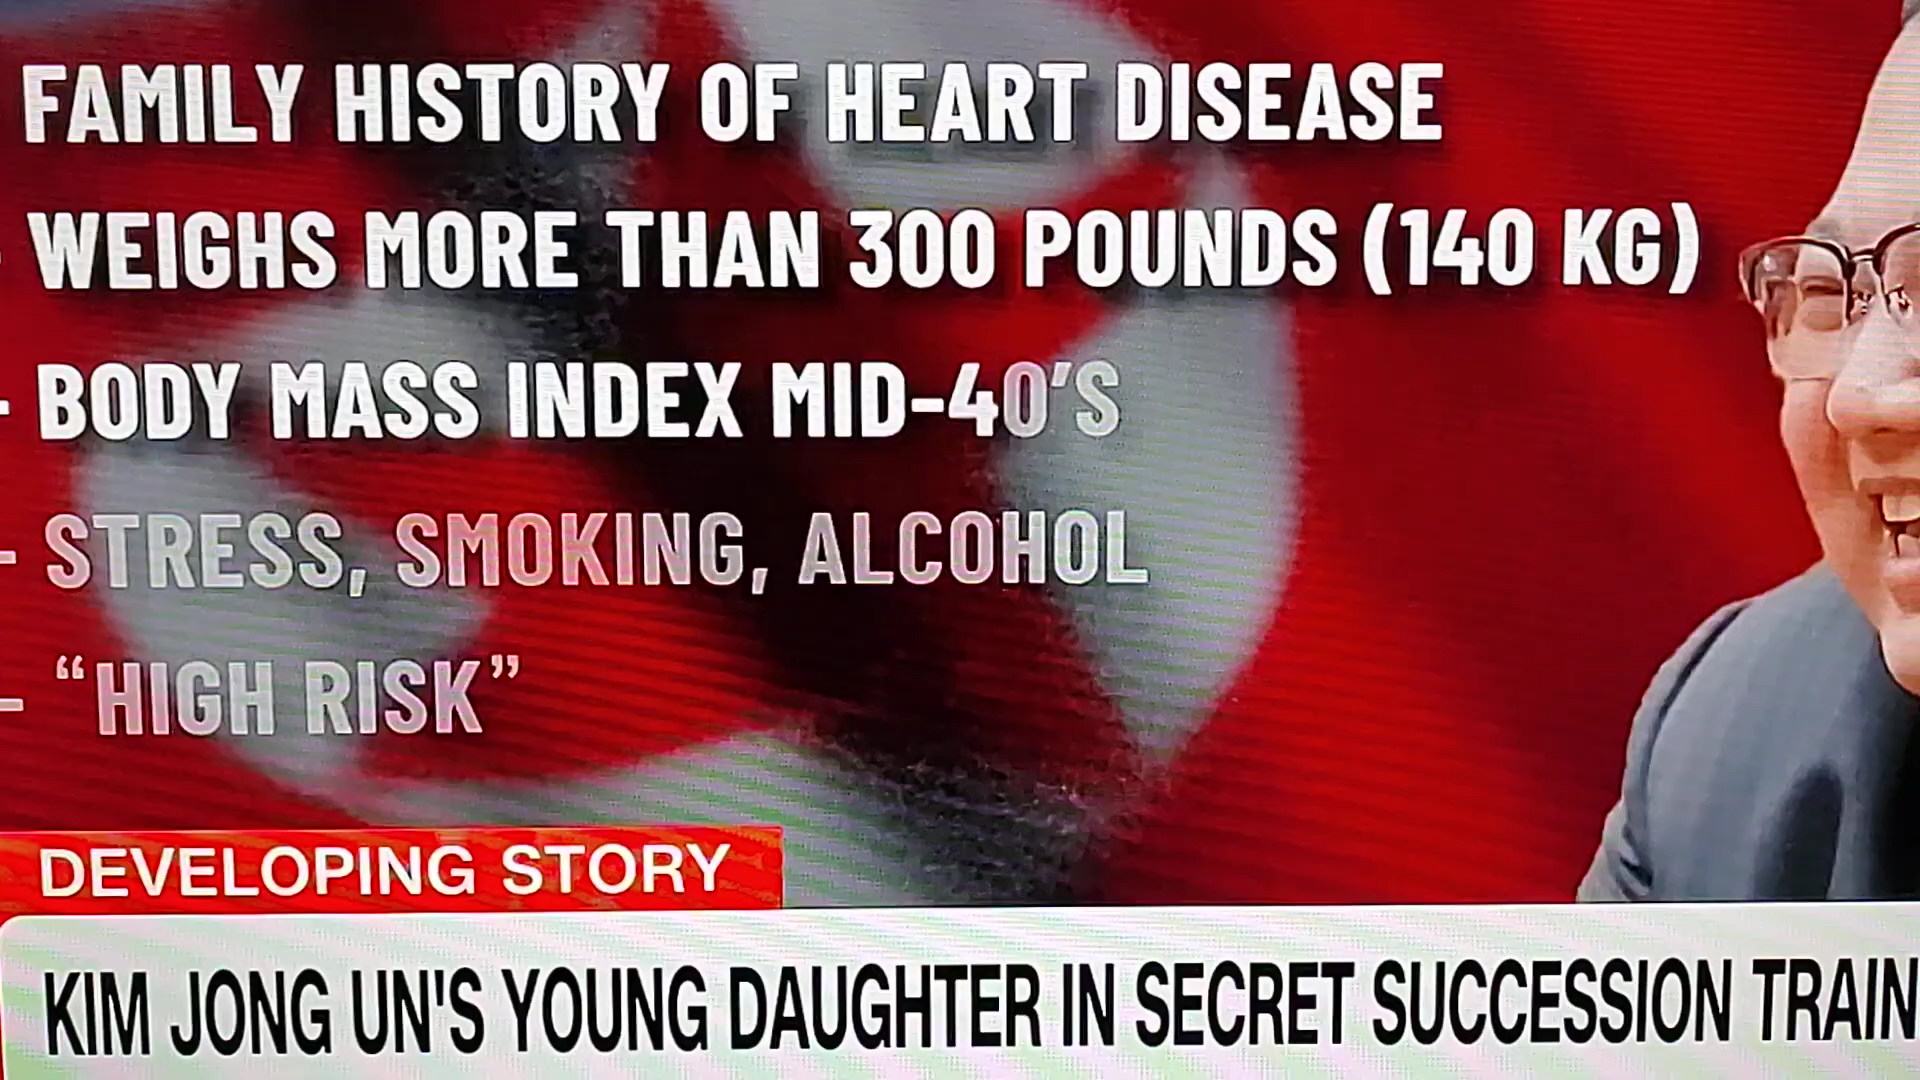 FAMILY HISTORY OF HEART DISEASE
WEIGHS MORE THAN 300 POUNDS (140 KG)
- BODY MASS INDEX MID-40'S
- STRESS, SMOKING, ALCOHOL
- “HIGH RISK”
DEVELOPING STORY
KIM JONG UN'S YOUNG DAUGHTER IN SECRET SUCCESSION TRAIN